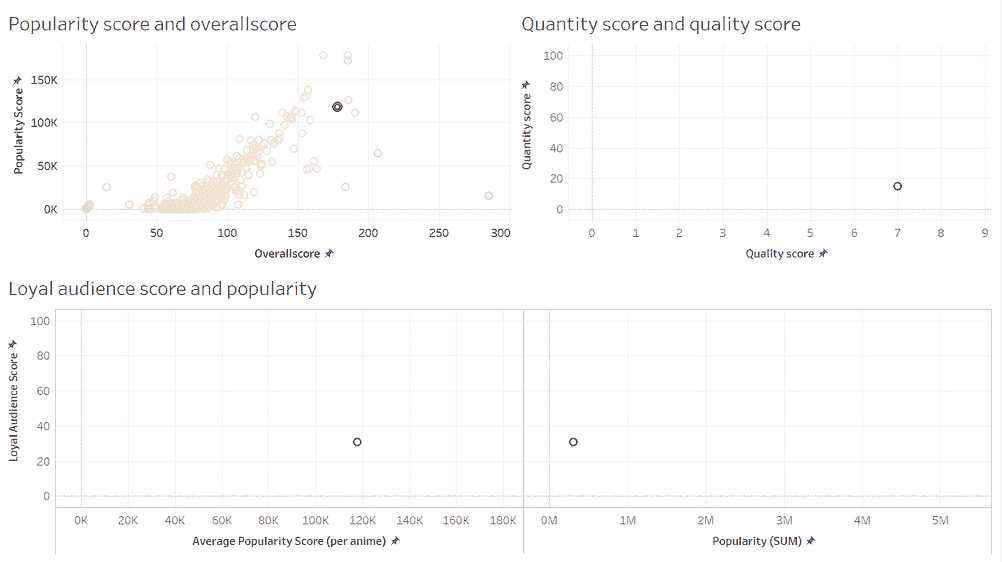 Popularity score and overallscore
Popularity Score
150K
100K
50K
0K
0 50 100 150 200 250 300
Overallscore
Quantity score and quality score
Quantity score
100
80
60
40
20
0
0 1 2 3 4 5 6 7 8 9
Quality score
Loyal audience score and popularity
Loyal Audience Score
100
80
60
40
20
0
0K 20K 40K 60K 80K 100K 120K 140K 160K 180K
Average Popularity Score (per anime)
0M 1M 2M 3M 4M 5M
Popularity (SUM)